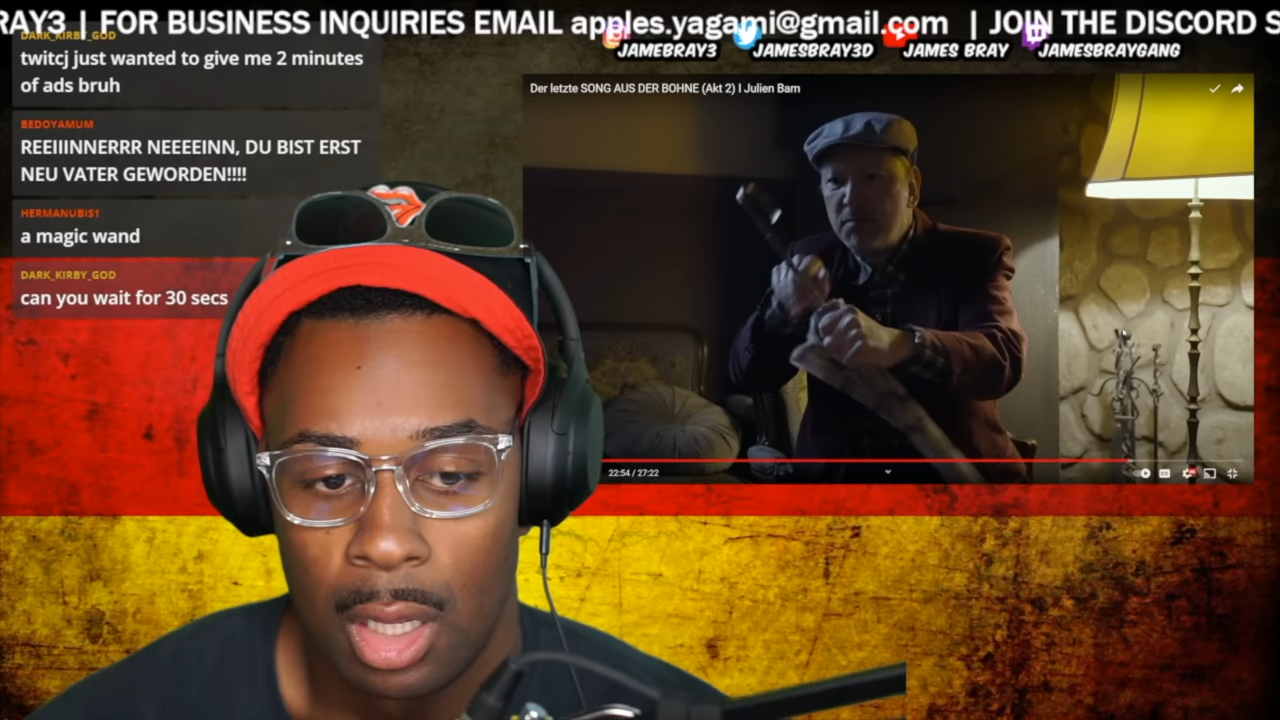 RAY3 | FOR BUSINESS INQUIRIES EMAIL apples.yagami@gmail.com | JOIN THE DISCORD S
JAMEBRAY3 JAMESBRAY3D JAMES BRAY JAMESBRAYGANG
DARK_KIRBY_GOD
twitcj just wanted to give me 2 minutes
of ads bruh
BEDOYAMUM
REEIIINNERRR NEEEEINN, DU BIST ERST
NEU VATER GEWORDEN!!!!
HERMANUBIS1
a magic wand
DARK_KIRBY_GOD
can you wait for 30 secs
Der letzte SONG AUS DER BOHNE (Akt 2) I Julien Bam
22:54 / 27:22